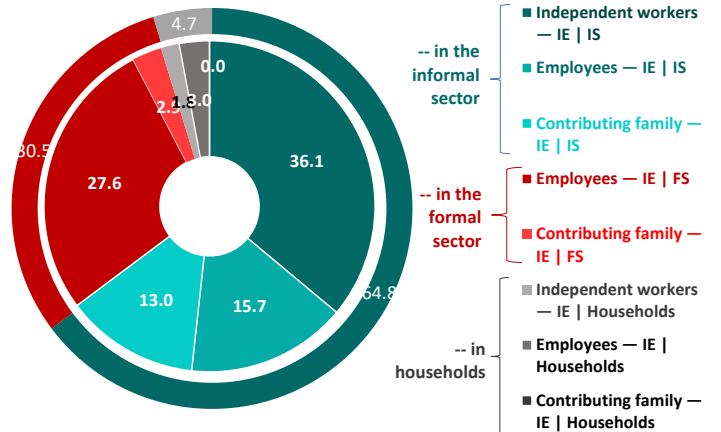 4.7
0.0
1.8
3.0
2.9
30.5
27.6
36.1
64.8
13.0
15.7
-- in the
informal
sector
Independent workers
— IE | IS
Employees — IE | IS
Contributing family —
IE | IS
-- in the
formal
sector
Employees — IE | FS
Contributing family —
IE | FS
-- in
households
Independent workers
— IE | Households
Employees — IE |
Households
Contributing family —
IE | Households